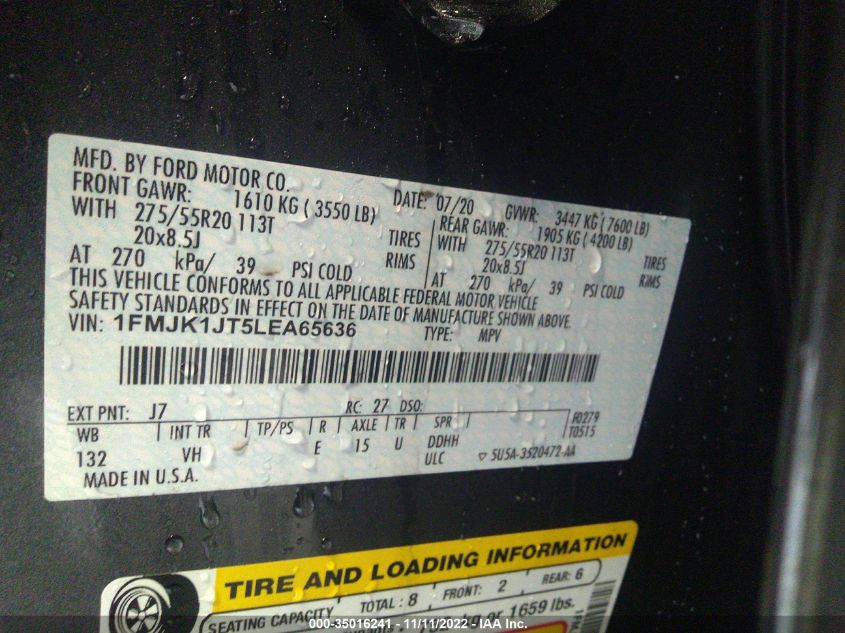 MFD. BY FORD MOTOR CO.
DATE: 07/20 GVWR: 3447 KG ( 7600 LB)
FRONT GAWR: 1610 KG ( 3550 LB)
REAR GAWR: 1905 KG ( 4200 LB)
WITH 275/55R20 113T TIRES
WITH 275/55R20 113T TIRES
20x8.5J RIMS
20x8.5J RIMS
AT 270 kPa/ 39 PSI COLD
AT 270 kPa/ 39 PSI COLD
THIS VEHICLE CONFORMS TO ALL APPLICABLE FEDERAL MOTOR VEHICLE
SAFETY STANDARDS IN EFFECT ON THE DATE OF MANUFACTURE SHOWN ABOVE.
VIN: 1FMJK1JT5LEA65636 TYPE: MPV
EXT PNT: J7 RC: 27 DSO: F0279
WB INT TR TP/PS R AXLE TR SPR T0515
132 VH E 15 U DDHH
ULC 5U5A-3520472-AA
MADE IN U.S.A.
TIRE AND LOADING INFORMATION
SEATING CAPACITY TOTAL : 8 FRONT: 2 REAR: 6
kg or 1659 lbs.
000-35016241 - 11/11/2022 - IAA Inc.